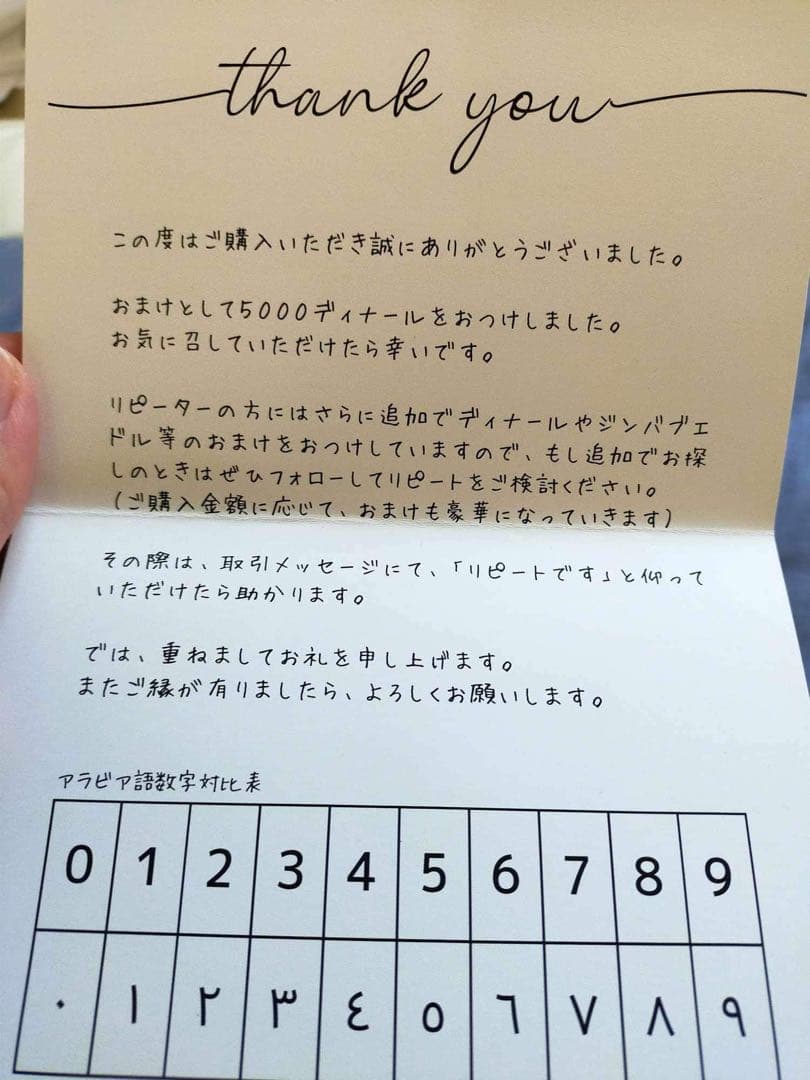 thank you
この度はご購入いただき誠にありがとうございました。
おまけとして5000ディナールをおつけしました。
お気に召していただけたら幸いです。
リピーターの方にはさらに追加でディナールやジンバブエ
ドル等のおまけをおつけしていますので、もし追加でお探
しのときはぜひフォローしてリピートをご検討ください。
(ご購入金額に応じて、おまけも豪華になっていきます)
その際は、取引メッセージにて、「リピートです」と仰って
いただけたら助かります。
では、重ねましてお礼を申し上げます。
またご縁が有りましたら、よろしくお願いします。
アラビア語数字対比表
0 1 2 3 4 5 6 7 8 9
٠ ١ ٢ ٣ ٤ ٥ ٦ ٧ ٨ ٩